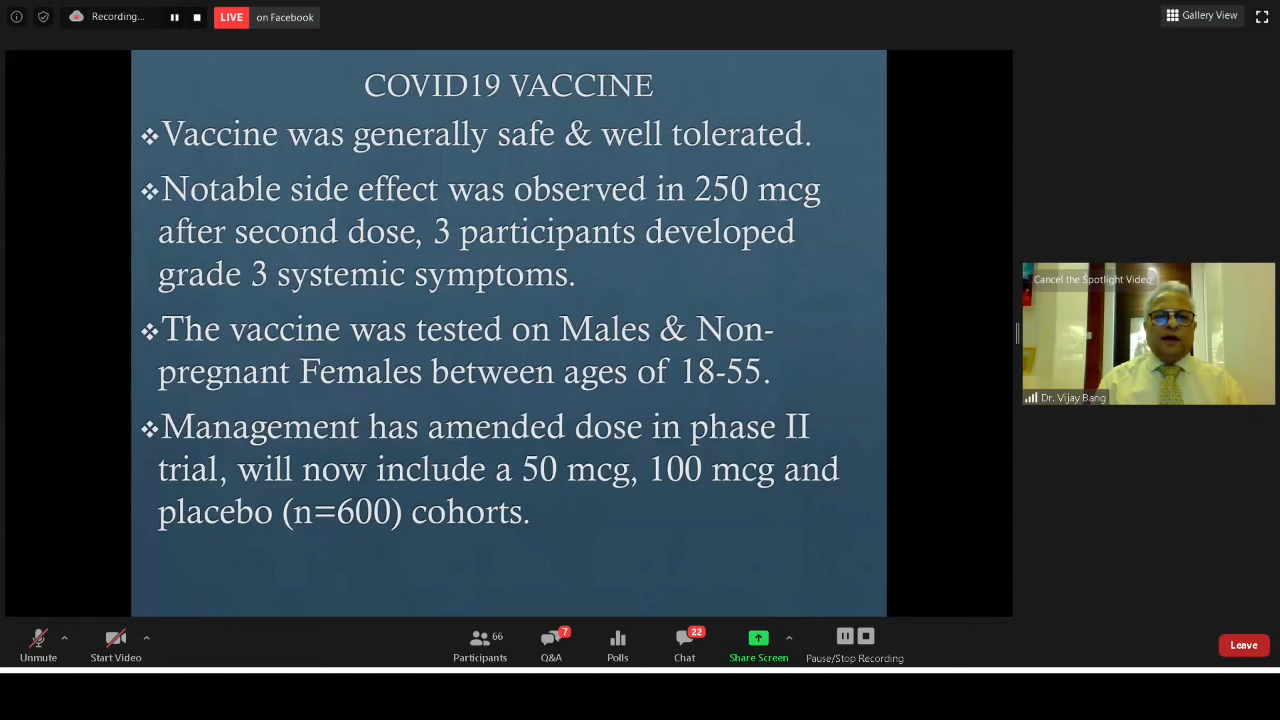 Recording...
LIVE on Facebook
Gallery View
COVID19 VACCINE
❖Vaccine was generally safe & well tolerated.
❖Notable side effect was observed in 250 mcg
after second dose, 3 participants developed
grade 3 systemic symptoms.
❖The vaccine was tested on Males & Non-
pregnant Females between ages of 18-55.
❖Management has amended dose in phase II
trial, will now include a 50 mcg, 100 mcg and
placebo (n=600) cohorts.
Cancel the Spotlight Video
Dr. Vijay Bang
66
7
22
Unmute
Start Video
Participants
Q&A
Polls
Chat
Share Screen
Pause/Stop Recording
Leave